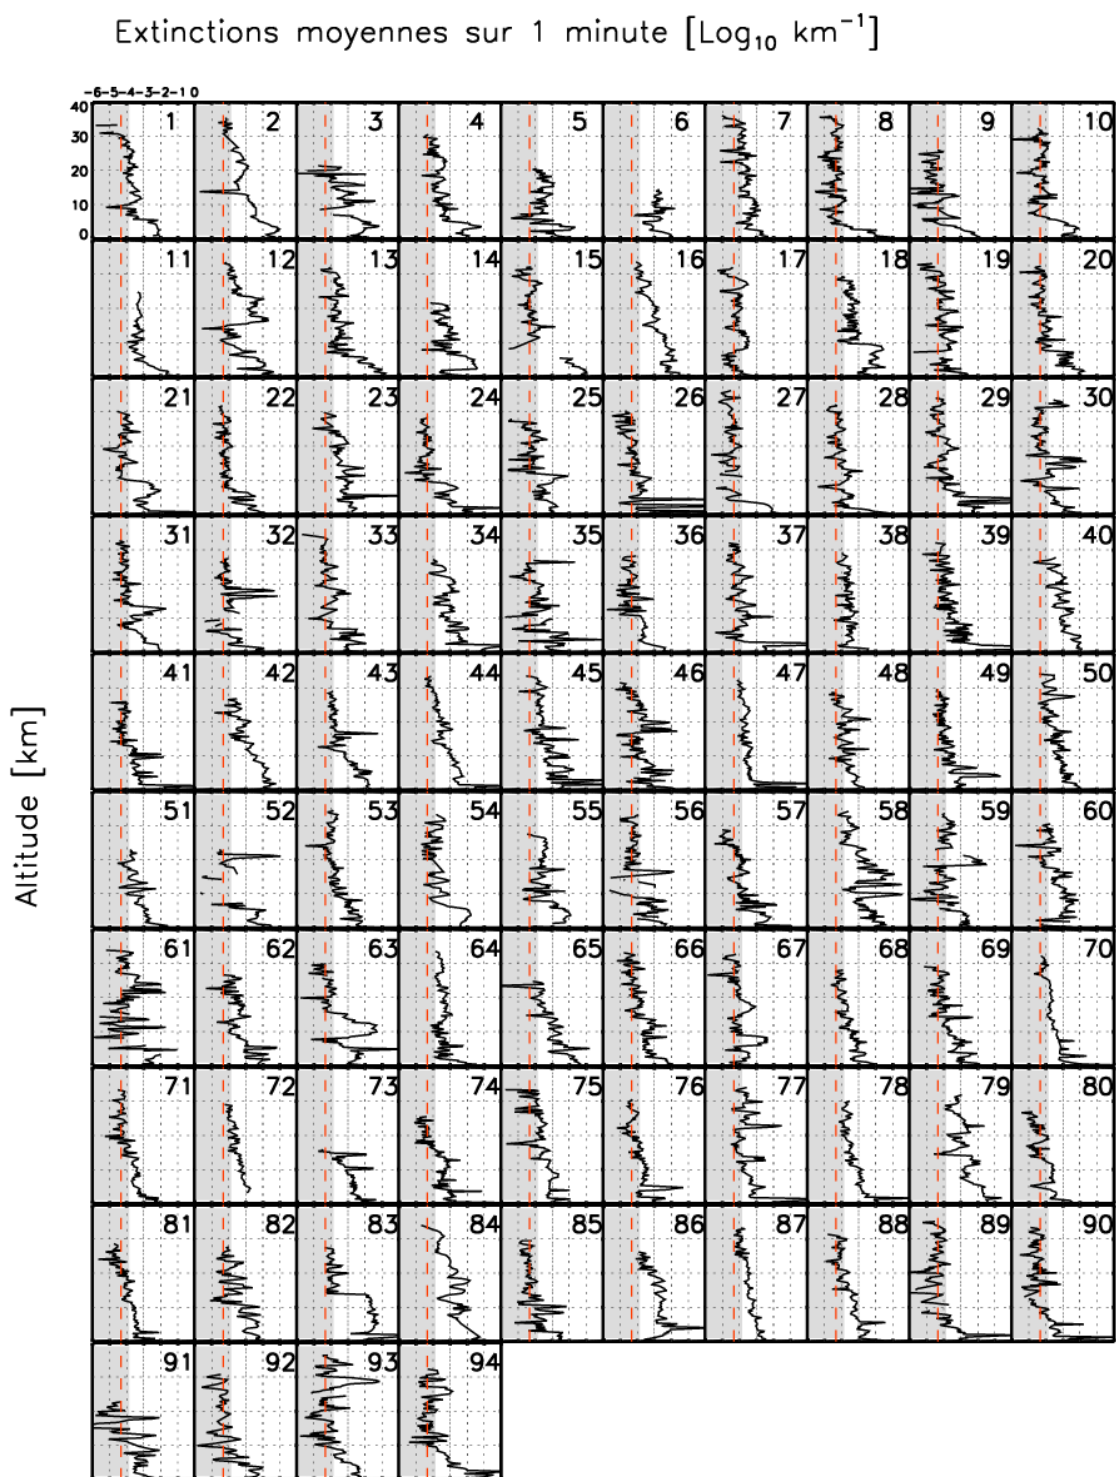 Extinctions moyennes sur 1 minute [Log₁₀ km⁻¹]
-6-5-4-3-2-1 0
40
30
20
10
0
Altitude [km]
1 2 3 4 5 6 7 8 9 10
11 12 13 14 15 16 17 18 19 20
21 22 23 24 25 26 27 28 29 30
31 32 33 34 35 36 37 38 39 40
41 42 43 44 45 46 47 48 49 50
51 52 53 54 55 56 57 58 59 60
61 62 63 64 65 66 67 68 69 70
71 72 73 74 75 76 77 78 79 80
81 82 83 84 85 86 87 88 89 90
91 92 93 94